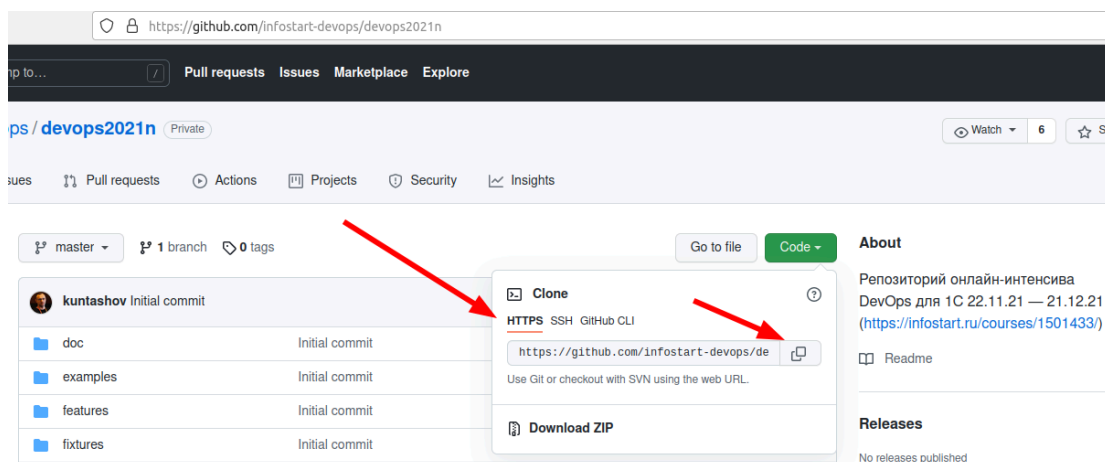 https://github.com/infostart-devops/devops2021n
to... /
Pull requests Issues Marketplace Explore
ops / devops2021n Private
Watch 6
sues Pull requests Actions Projects Security Insights
master 1 branch 0 tags
Go to file Code
About
kuntashov Initial commit
Clone
Репозиторий онлайн-интенсива
DevOps для 1С 22.11.21 — 21.12.21
(https://infostart.ru/courses/1501433/)
HTTPS SSH GitHub CLI
doc Initial commit
https://github.com/infostart-devops/de
Readme
examples Initial commit
Use Git or checkout with SVN using the web URL.
features Initial commit
Download ZIP
Releases
fixtures Initial commit
No releases published